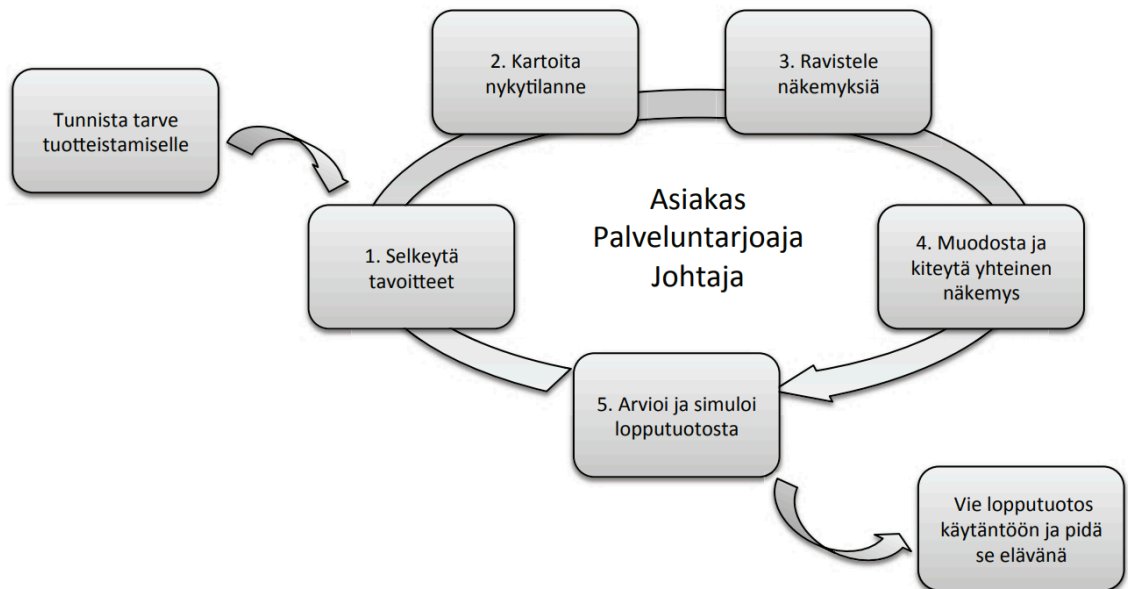 Tunnista tarve
tuotteistamiselle
1. Selkeytä
tavoitteet
2. Kartoita
nykytilanne
3. Ravistele
näkemyksiä
4. Muodosta ja
kiteytä yhteinen
näkemys
5. Arvioi ja simuloi
lopputuotosta
Vie lopputuotos
käytäntöön ja pidä
se elävänä
Asiakas
Palveluntarjoaja
Johtaja